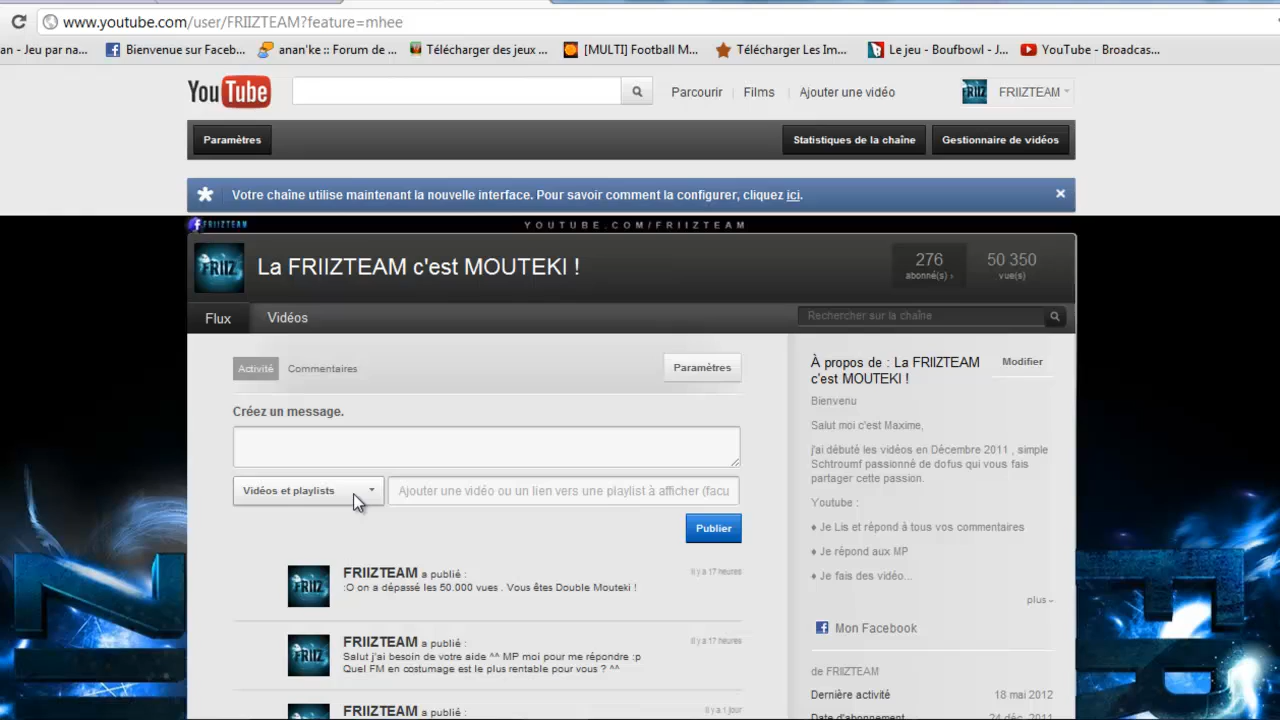 www.youtube.com/user/FRIIZTEAM?feature=mhee
an - Jeu par na... Bienvenue sur Faceb... anan'ke :: Forum de ... Télécharger des jeux ... [MULTI] Football M... Télécharger Les Im... Le jeu - Boufbowl - J... YouTube - Broadcas...
YouTube Parcourir Films Ajouter une vidéo FRIIZ FRIIZTEAM
Paramètres Statistiques de la chaîne Gestionnaire de vidéos
Votre chaîne utilise maintenant la nouvelle interface. Pour savoir comment la configurer, cliquez ici.
FRIIZTEAM YOUTUBE.COM/FRIIZTEAM
FRIIZ La FRIIZTEAM c'est MOUTEKI ! 276 50 350
abonné(s) › vue(s)
Flux Vidéos Rechercher sur la chaîne
Activité Commentaires Paramètres
Créez un message.
Vidéos et playlists Ajouter une vidéo ou un lien vers une playlist à afficher (facu
Publier
FRIIZ FRIIZTEAM a publié : Il y a 17 heures
:O on a dépassé les 50.000 vues . Vous êtes Double Mouteki !
FRIIZ FRIIZTEAM a publié : Il y a 17 heures
Salut j'ai besoin de votre aide ^^ MP moi pour me répondre :p
Quel FM en costumage est le plus rentable pour vous ? ^^
FRIIZ FRIIZTEAM a publié : Il y a 1 jour
À propos de : La FRIIZTEAM Modifier
c'est MOUTEKI !
Bienvenu
Salut moi c'est Maxime,
j'ai débuté les vidéos en Décembre 2011 , simple
Schtroumf passionné de dofus qui vous fais
partager cette passion.
Youtube :
♦ Je Lis et répond à tous vos commentaires
♦ Je répond aux MP
♦ Je fais des vidéo...
plus
Mon Facebook
de FRIIZTEAM
Dernière activité 18 mai 2012
Date d'abonnement 24 déc. 2011